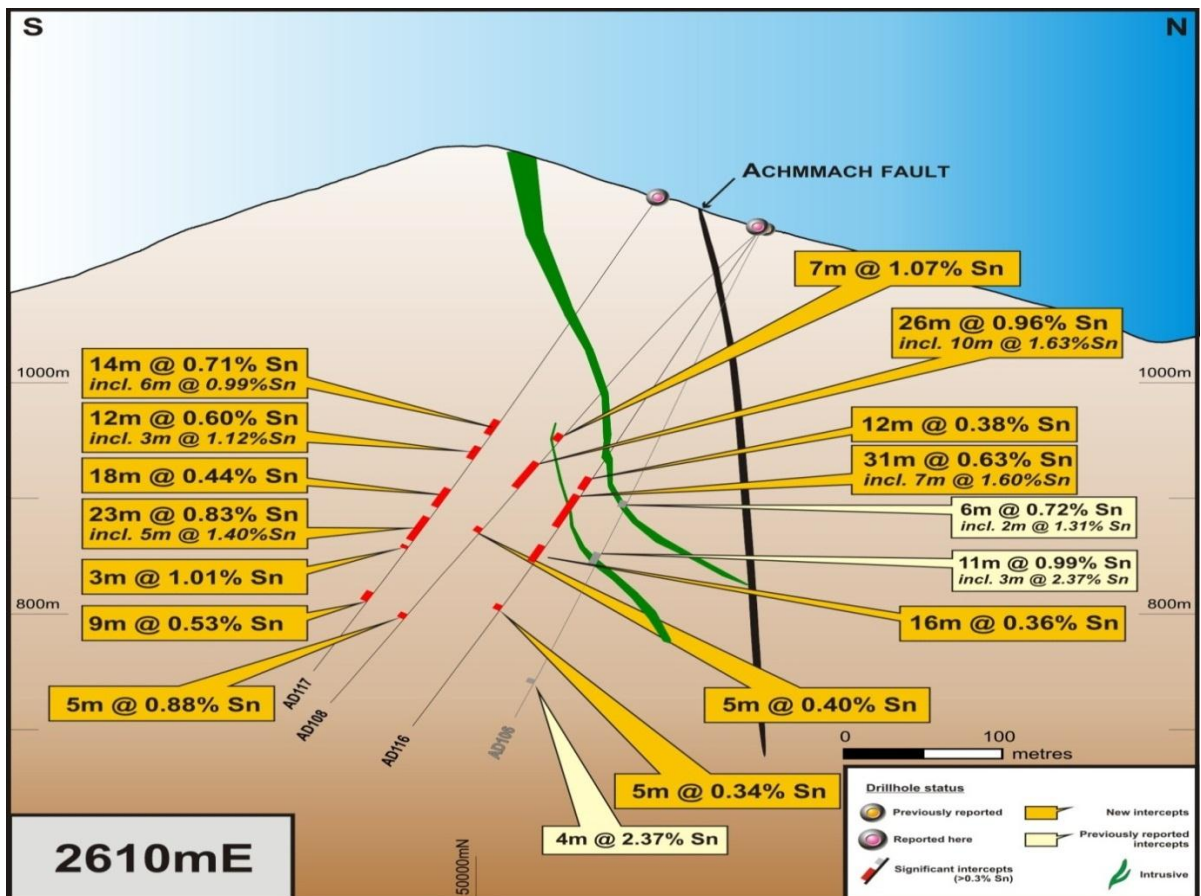 S
N
ACHMMACH FAULT
7m @ 1.07% Sn
26m @ 0.96% Sn
incl. 10m @ 1.63%Sn
1000m
1000m
14m @ 0.71% Sn
incl. 6m @ 0.99%Sn
12m @ 0.60% Sn
incl. 3m @ 1.12%Sn
12m @ 0.38% Sn
31m @ 0.63% Sn
incl. 7m @ 1.60%Sn
18m @ 0.44% Sn
23m @ 0.83% Sn
incl. 5m @ 1.40%Sn
6m @ 0.72% Sn
incl. 2m @ 1.31% Sn
3m @ 1.01% Sn
11m @ 0.99% Sn
incl. 3m @ 2.37% Sn
9m @ 0.53% Sn
800m
800m
16m @ 0.36% Sn
5m @ 0.88% Sn
5m @ 0.40% Sn
AD117
AD108
AD116
AD106
0 100
metres
5m @ 0.34% Sn
4m @ 2.37% Sn
2610mE
50000mN
Drillhole status
Previously reported
New intercepts
Reported here
Previously reported
intercepts
Significant intercepts
(>0.3% Sn)
Intrusive